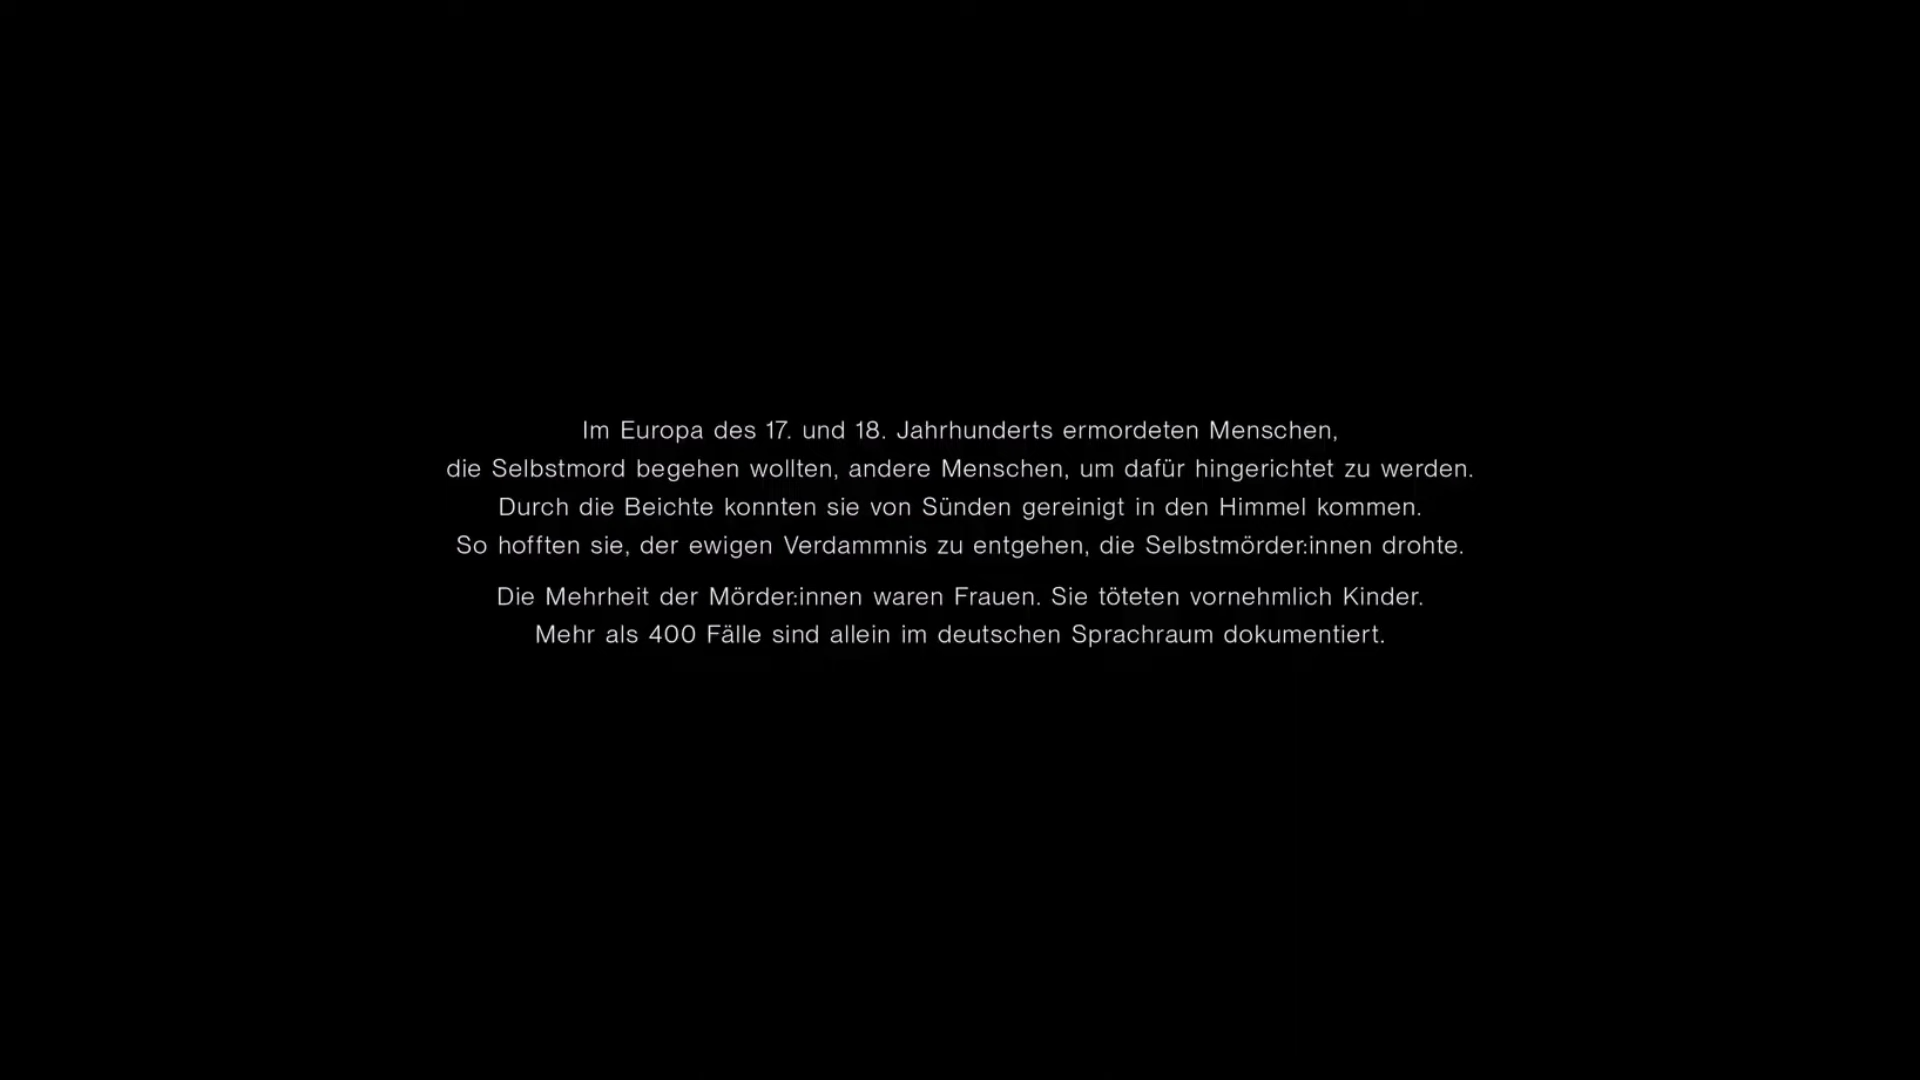 Im Europa des 17. und 18. Jahrhunderts ermordeten Menschen,
die Selbstmord begehen wollten, andere Menschen, um dafür hingerichtet zu werden.
Durch die Beichte konnten sie von Sünden gereinigt in den Himmel kommen.
So hofften sie, der ewigen Verdammnis zu entgehen, die Selbstmörder:innen drohte.
Die Mehrheit der Mörder:innen waren Frauen. Sie töteten vornehmlich Kinder.
Mehr als 400 Fälle sind allein im deutschen Sprachraum dokumentiert.